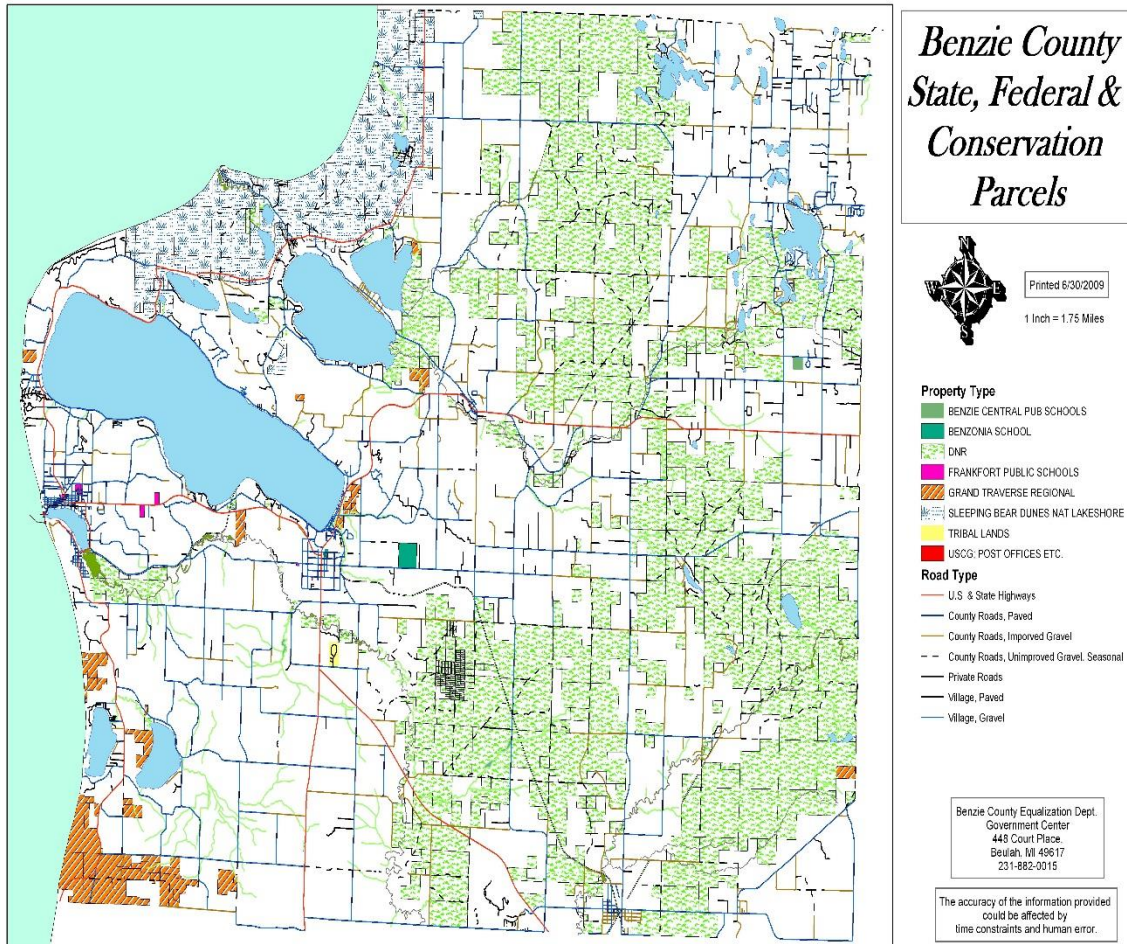 Benzie County
State, Federal &
Conservation
Parcels
N
W
E
S
Printed 6/30/2009
1 Inch = 1.75 Miles
Property Type
BENZIE CENTRAL PUB SCHOOLS
BENZONIA SCHOOL
DNR
FRANKFORT PUBLIC SCHOOLS
GRAND TRAVERSE REGIONAL
SLEEPING BEAR DUNES NAT LAKESHORE
TRIBAL LANDS
USCG: POST OFFICES ETC.
Road Type
U.S & State Highways
County Roads, Paved
County Roads, Imporved Gravel
County Roads, Unimproved Gravel. Seasonal
Private Roads
Village, Paved
Village, Gravel
Benzie County Equalization Dept.
Government Center
448 Court Place.
Beulah, MI 49617
231-882-0015
The accuracy of the information provided
could be affected by
time constraints and human error.